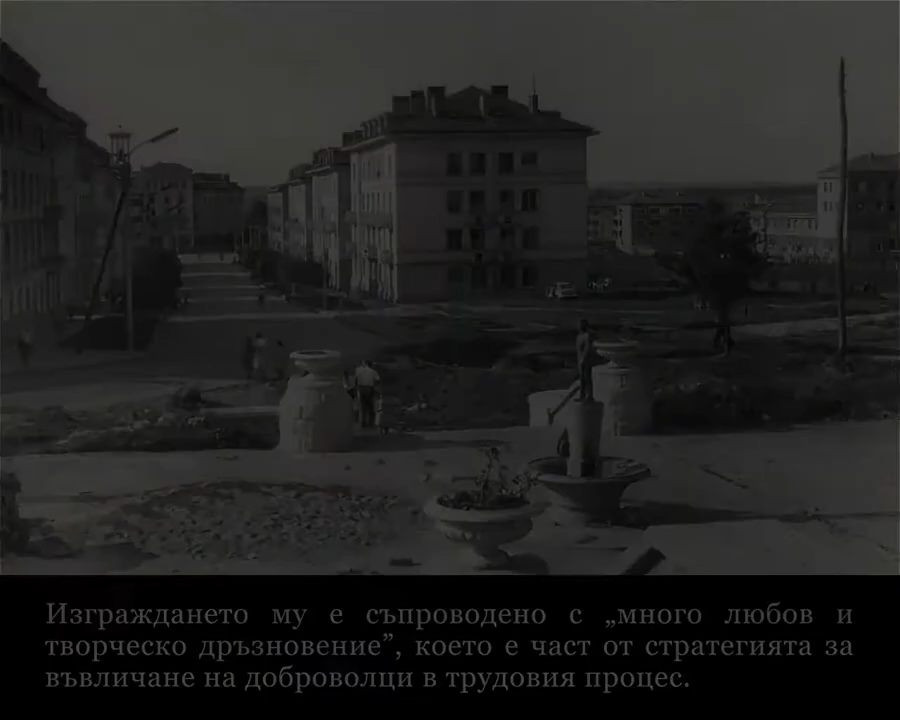 Изграждането му е съпроводено с „много любов и
творческо дръзновение”, което е част от стратегията за
въвличане на доброволци в трудовия процес.